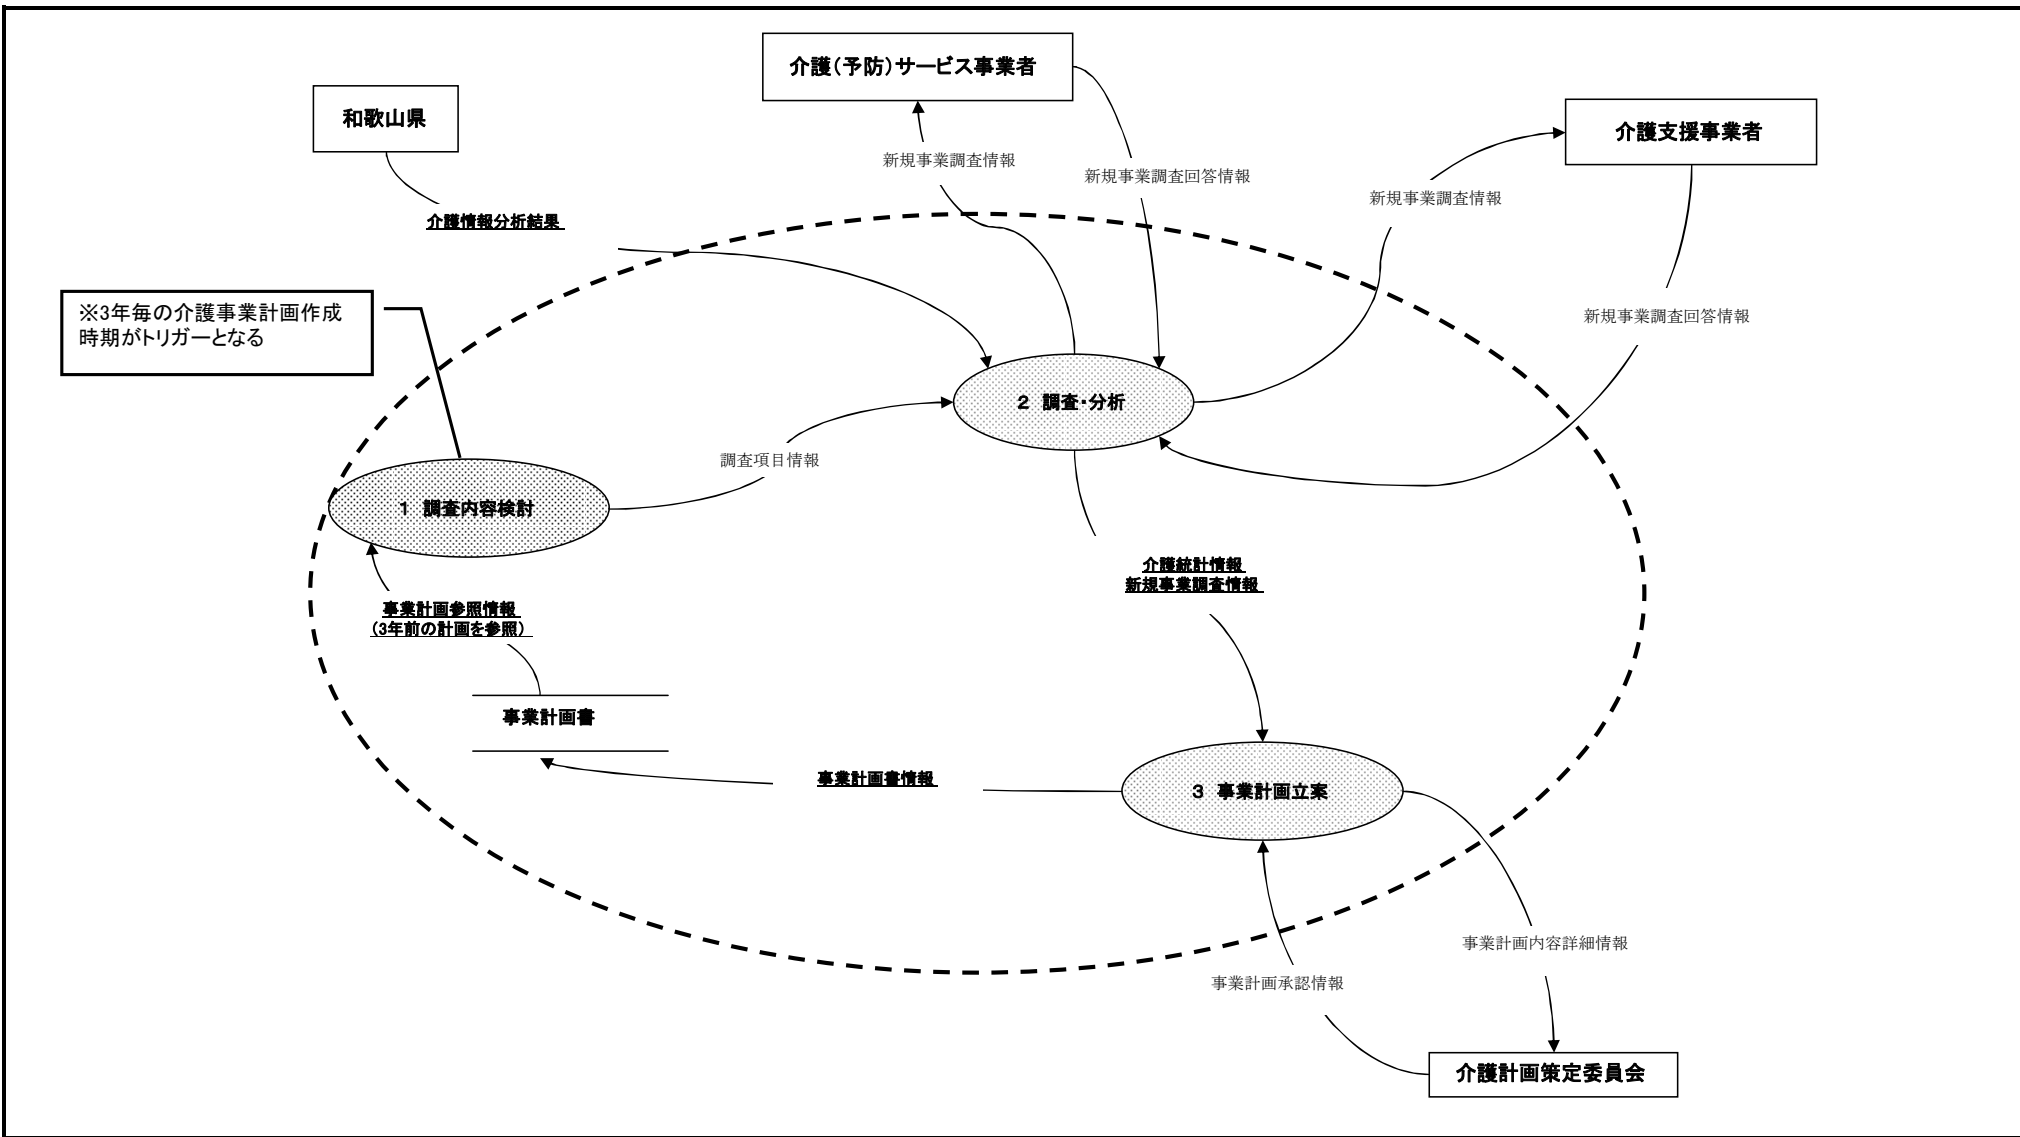 介護(予防)サービス事業者
和歌山県
介護支援事業者
新規事業調査情報
新規事業調査回答情報
新規事業調査情報
介護情報分析結果
※3年毎の介護事業計画作成
時期がトリガーとなる
新規事業調査回答情報
2 調査・分析
調査項目情報
1 調査内容検討
介護統計情報
新規事業調査情報
事業計画参照情報
(3年前の計画を参照)
事業計画書
事業計画書情報
3 事業計画立案
事業計画内容詳細情報
事業計画承認情報
介護計画策定委員会